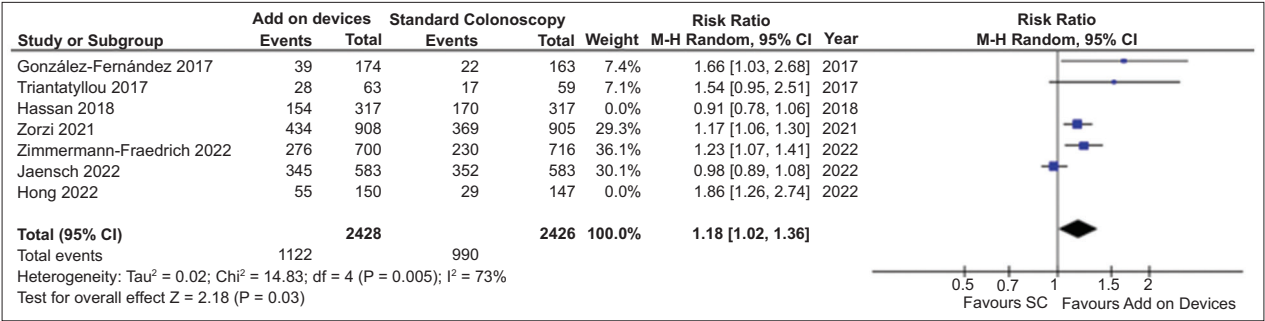 Add on devices Standard Colonoscopy Risk Ratio Risk Ratio
Study or Subgroup Events Total Events Total Weight M-H Random, 95% CI Year M-H Random, 95% CI
González-Fernández 2017 39 174 22 163 7.4% 1.66 [1.03, 2.68] 2017
Triantatyllou 2017 28 63 17 59 7.1% 1.54 [0.95, 2.51] 2017
Hassan 2018 154 317 170 317 0.0% 0.91 [0.78, 1.06] 2018
Zorzi 2021 434 908 369 905 29.3% 1.17 [1.06, 1.30] 2021
Zimmermann-Fraedrich 2022 276 700 230 716 36.1% 1.23 [1.07, 1.41] 2022
Jaensch 2022 345 583 352 583 30.1% 0.98 [0.89, 1.08] 2022
Hong 2022 55 150 29 147 0.0% 1.86 [1.26, 2.74] 2022
Total (95% CI) 2428 2426 100.0% 1.18 [1.02, 1.36]
Total events 1122 990
Heterogeneity: Tau² = 0.02; Chi² = 14.83; df = 4 (P = 0.005); I² = 73%
Test for overall effect Z = 2.18 (P = 0.03)
0.5 0.7 1 1.5 2
Favours SC Favours Add on Devices